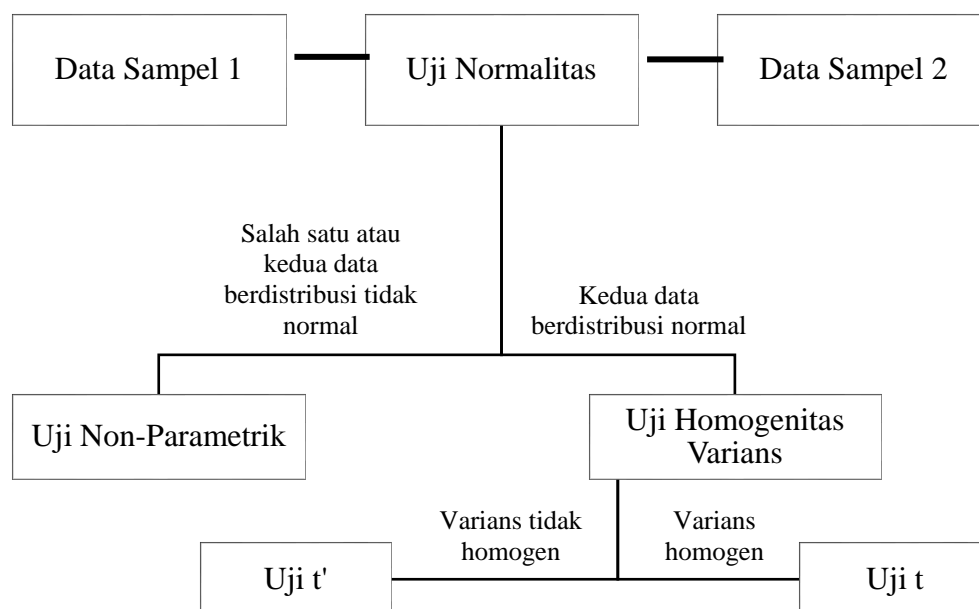 Data Sampel 1
Uji Normalitas
Data Sampel 2
Salah satu atau
kedua data
berdistribusi tidak
normal
Kedua data
berdistribusi normal
Uji Non-Parametrik
Uji Homogenitas
Varians
Varians tidak
homogen
Varians
homogen
Uji t'
Uji t